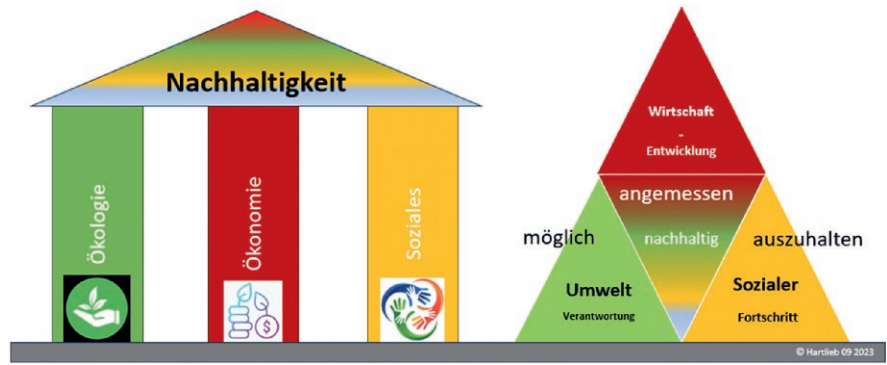 Nachhaltigkeit
Ökologie
Ökonomie
Soziales
$
Wirtschaft
-
Entwicklung
angemessen
möglich
nachhaltig
auszuhalten
Umwelt
Verantwortung
Sozialer
Fortschritt
© Hartlieb 09 2023